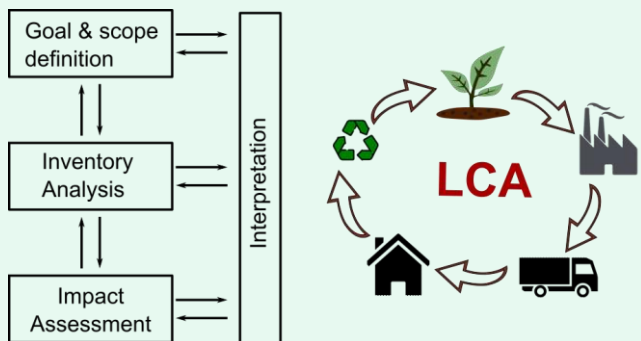 Goal & scope
definition
Inventory
Analysis
Impact
Assessment
Interpretation
LCA